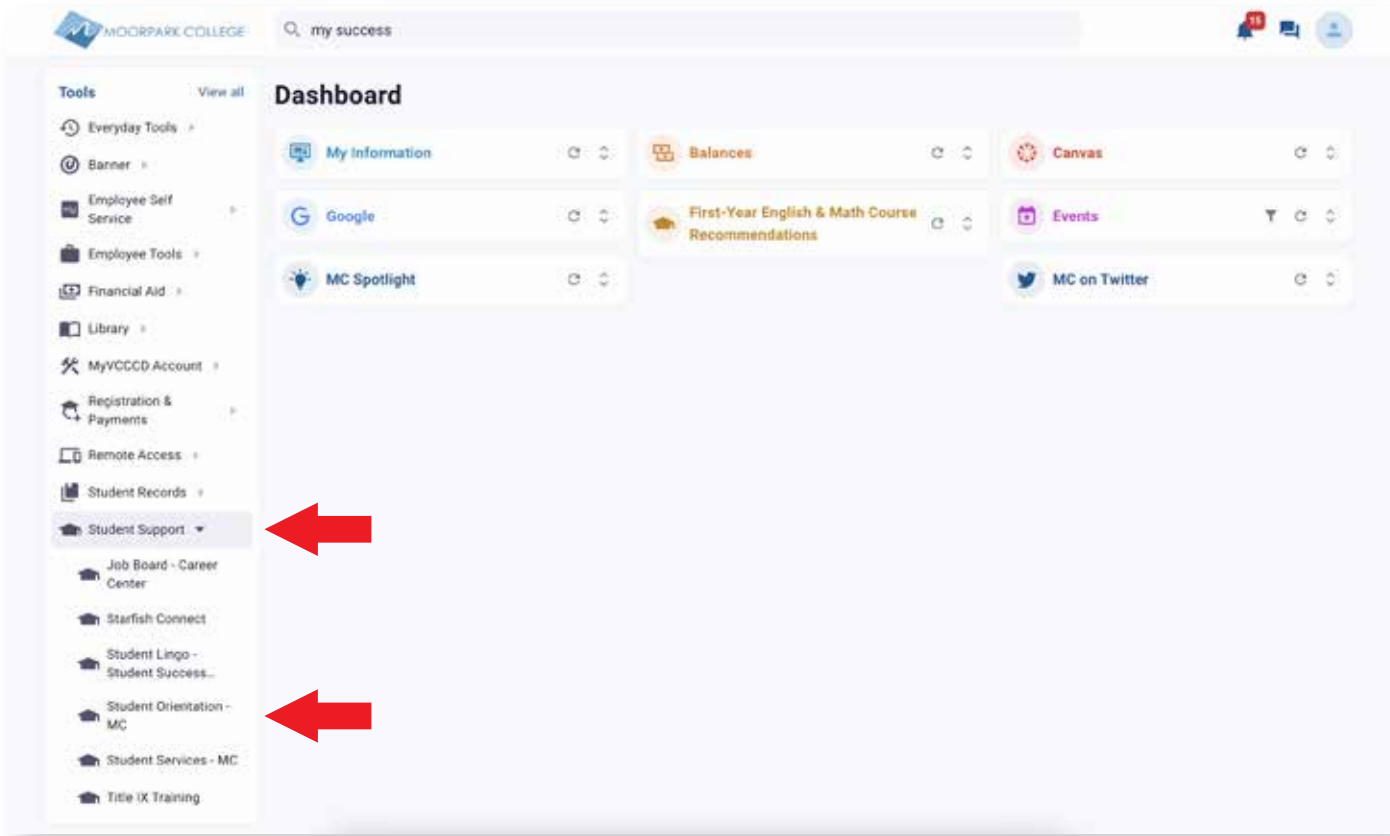 MOORPARK COLLEGE
my success
15
Tools
View all
Everyday Tools
Banner
Employee Self
Service
Employee Tools
Financial Aid
Library
MyVCCCD Account
Registration &
Payments
Remote Access
Student Records
Student Support
Job Board - Career
Center
Starfish Connect
Student Lingo -
Student Success...
Student Orientation -
MC
Student Services - MC
Title IX Training
Dashboard
My Information
Balances
Canvas
Google
First-Year English & Math Course
Recommendations
Events
MC Spotlight
MC on Twitter